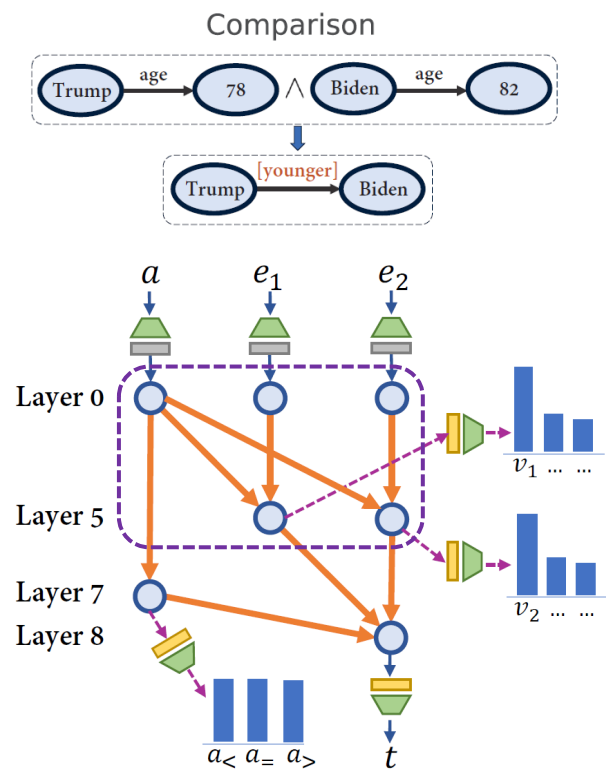 Comparison
Trump age 78 ∧ Biden age 82
Trump [younger] Biden
a e₁ e₂
Layer 0
v₁ ... ...
Layer 5
v₂ ... ...
Layer 7
Layer 8
a< a= a> t